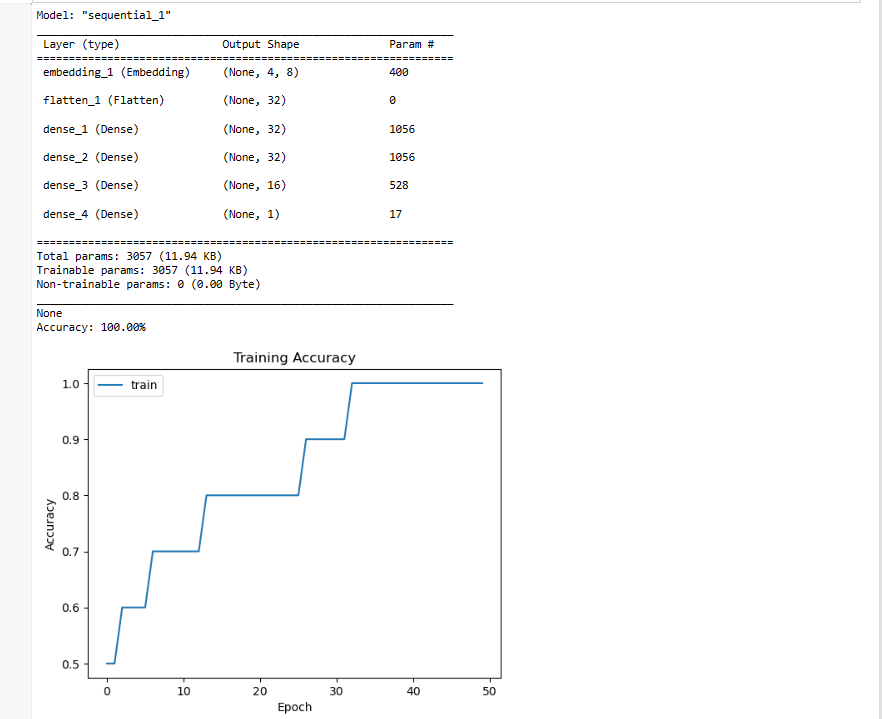 Model: "sequential_1"
Layer (type) Output Shape Param #
embedding_1 (Embedding) (None, 4, 8) 400
flatten_1 (Flatten) (None, 32) 0
dense_1 (Dense) (None, 32) 1056
dense_2 (Dense) (None, 32) 1056
dense_3 (Dense) (None, 16) 528
dense_4 (Dense) (None, 1) 17
Total params: 3057 (11.94 KB)
Trainable params: 3057 (11.94 KB)
Non-trainable params: 0 (0.00 Byte)
None
Accuracy: 100.00%
Training Accuracy
train
1.0
0.9
0.8
0.7
0.6
0.5
Accuracy
0 10 20 30 40 50
Epoch